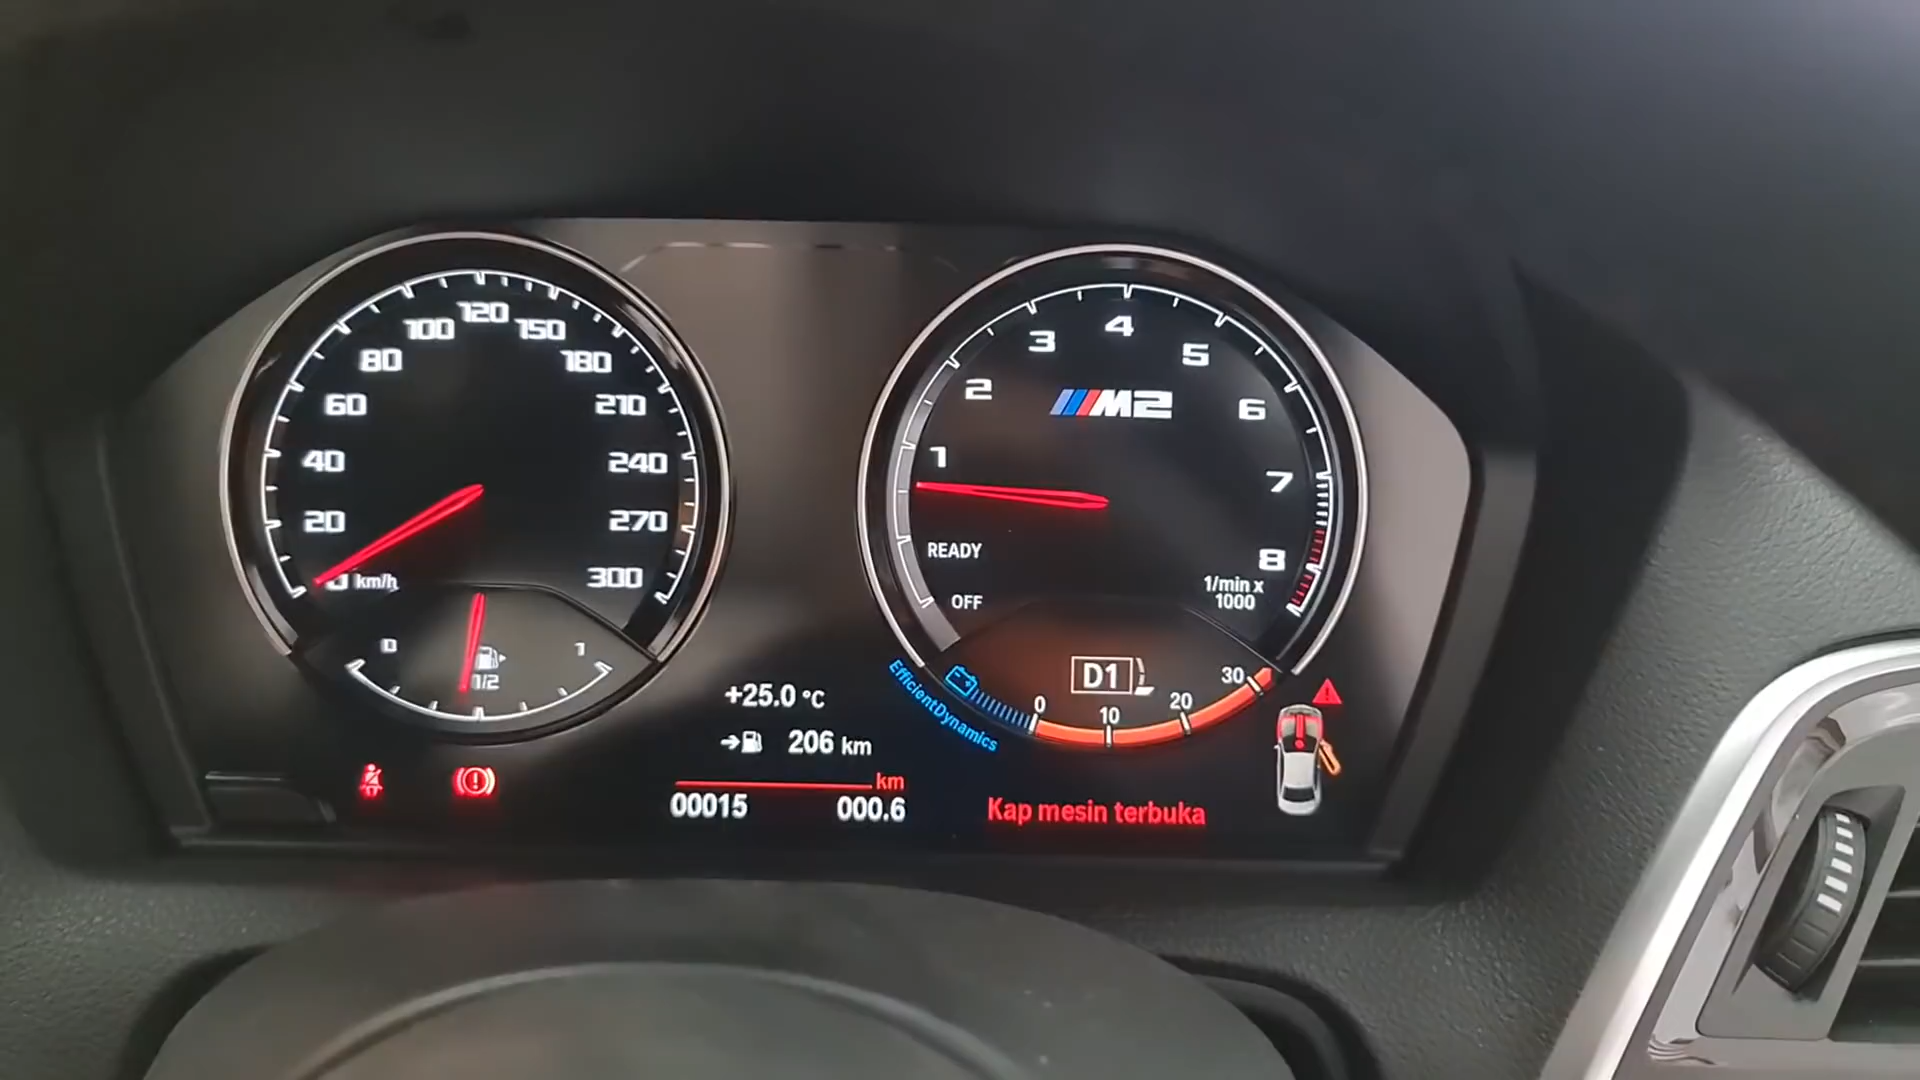 120
100
150
80
180
60
210
40
240
20
270
km/h
300
0
1
1/2
4
3
5
2
M2
6
1
7
READY
8
OFF
1/min x
1000
D1
0
10
20
30
EfficientDynamics
+25.0 °C
206 km
km
00015
000.6
Kap mesin terbuka